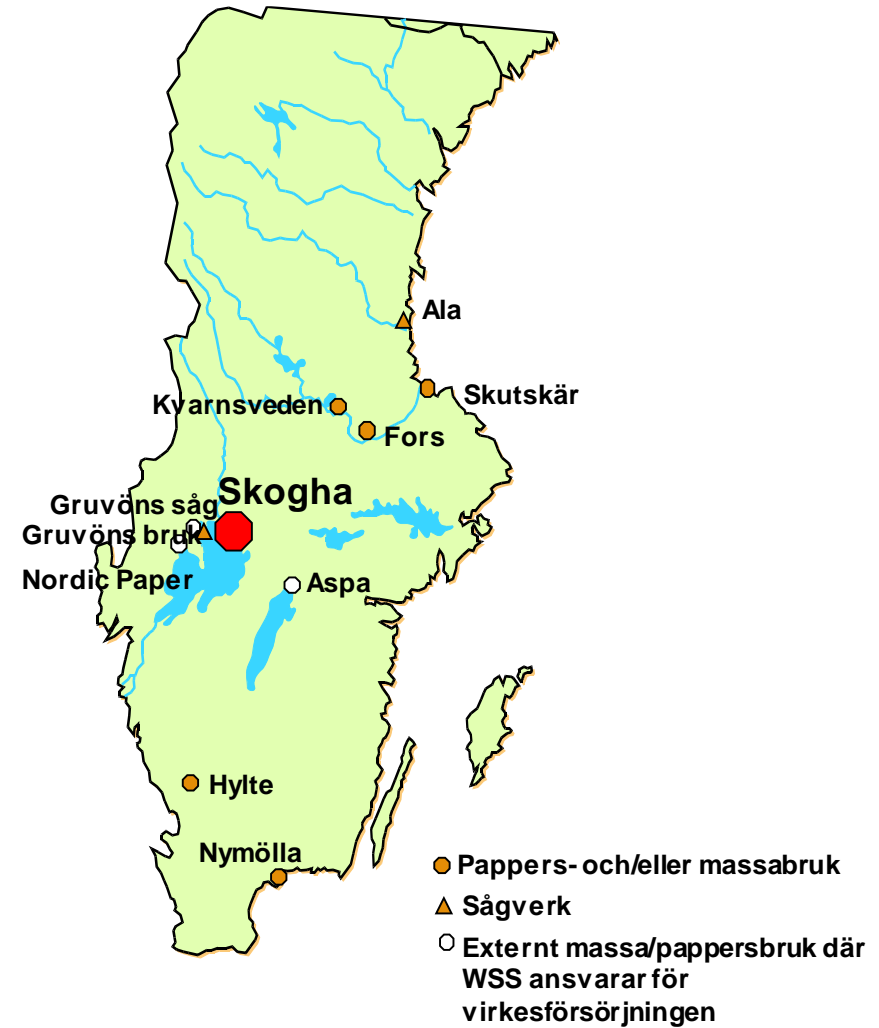 Ala
Skutskär
Kvarnsveden
Fors
Skogha
Gruvöns såg
Gruvöns bruk
Nordic Paper
Aspa
Hylte
Nymölla
Pappers- och/eller massabruk
Sågverk
Externt massa/pappersbruk där
WSS ansvarar för
virkesförsörjningen